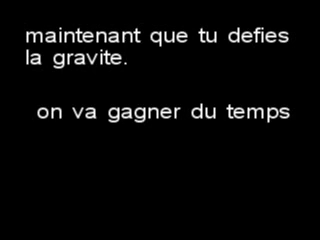 maintenant que tu defies
la gravite.
on va gagner du temps